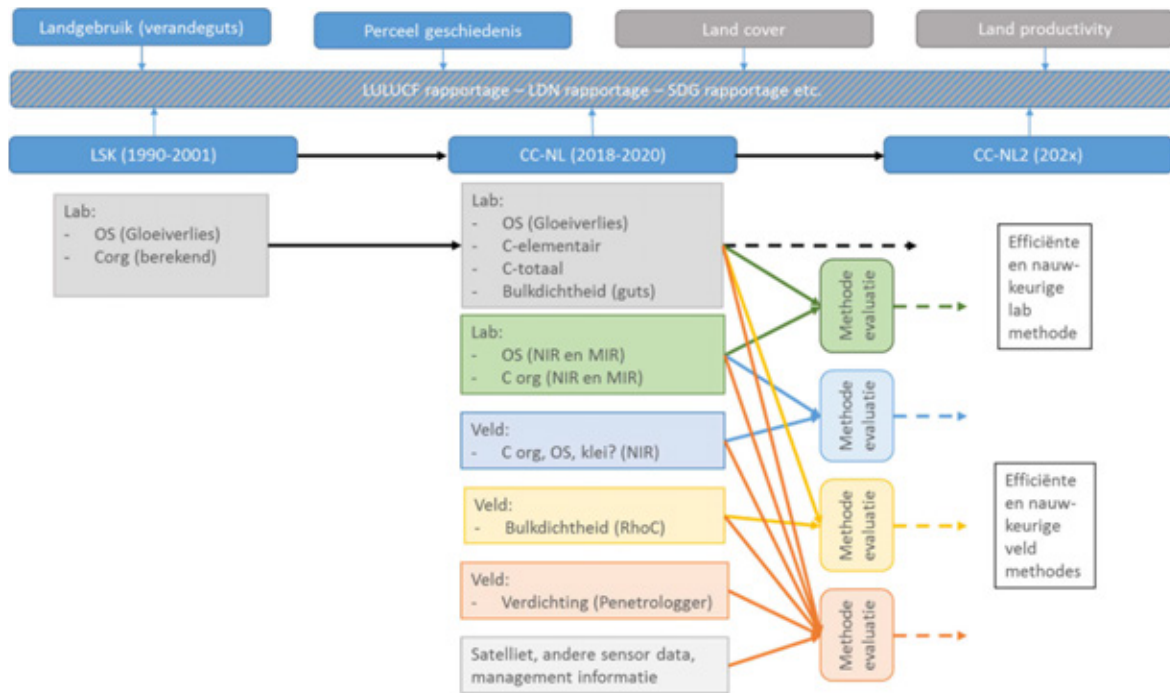 Landgebruik (verandeguts)
Perceel geschiedenis
Land cover
Land productivity
LULUCF rapportage – LDN rapportage – SDG rapportage etc.
LSK (1990-2001)
CC-NL (2018-2020)
CC-NL2 (202x)
Lab:
- OS (Gloeiverlies)
- Corg (berekend)
Lab:
- OS (Gloeiverlies)
- C-elementair
- C-totaal
- Bulkdichtheid (guts)
Lab:
- OS (NIR en MIR)
- C org (NIR en MIR)
Veld:
- C org, OS, klei? (NIR)
Veld:
- Bulkdichtheid (RhoC)
Veld:
- Verdichting (Penetrologger)
Satelliet, andere sensor data,
management informatie
Methode
evaluatie
Methode
evaluatie
Methode
evaluatie
Methode
evaluatie
Efficiënte
en nauw-
keurige
lab
methode
Efficiënte
en nauw-
keurige
veld
methodes